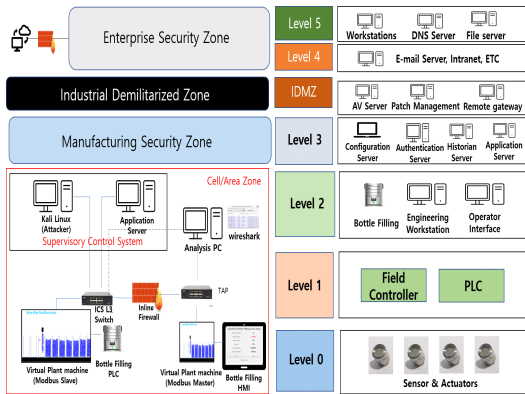 Enterprise Security Zone
Industrial Demilitarized Zone
Manufacturing Security Zone
Cell/Area Zone
Kali Linux
(Attacker)
Application
Server
Supervisory Control System
Analysis PC
wireshark
ICS L3
Switch
Inline
Firewall
TAP
Virtual Plant machine
(Modbus Slave)
Bottle Filling
PLC
Virtual Plant machine
(Modbus Master)
Bottle Filling
HMI
Level 5
Workstations
DNS Server
File server
Level 4
E-mail Server, Intranet, ETC
IDMZ
AV Server
Patch Management
Remote gateway
Level 3
Configuration
Server
Authentication
Server
Historian
Server
Application
Server
Level 2
Bottle Filling
Engineering
Workstation
Operator
Interface
Level 1
Field
Controller
PLC
Level 0
Sensor & Actuators